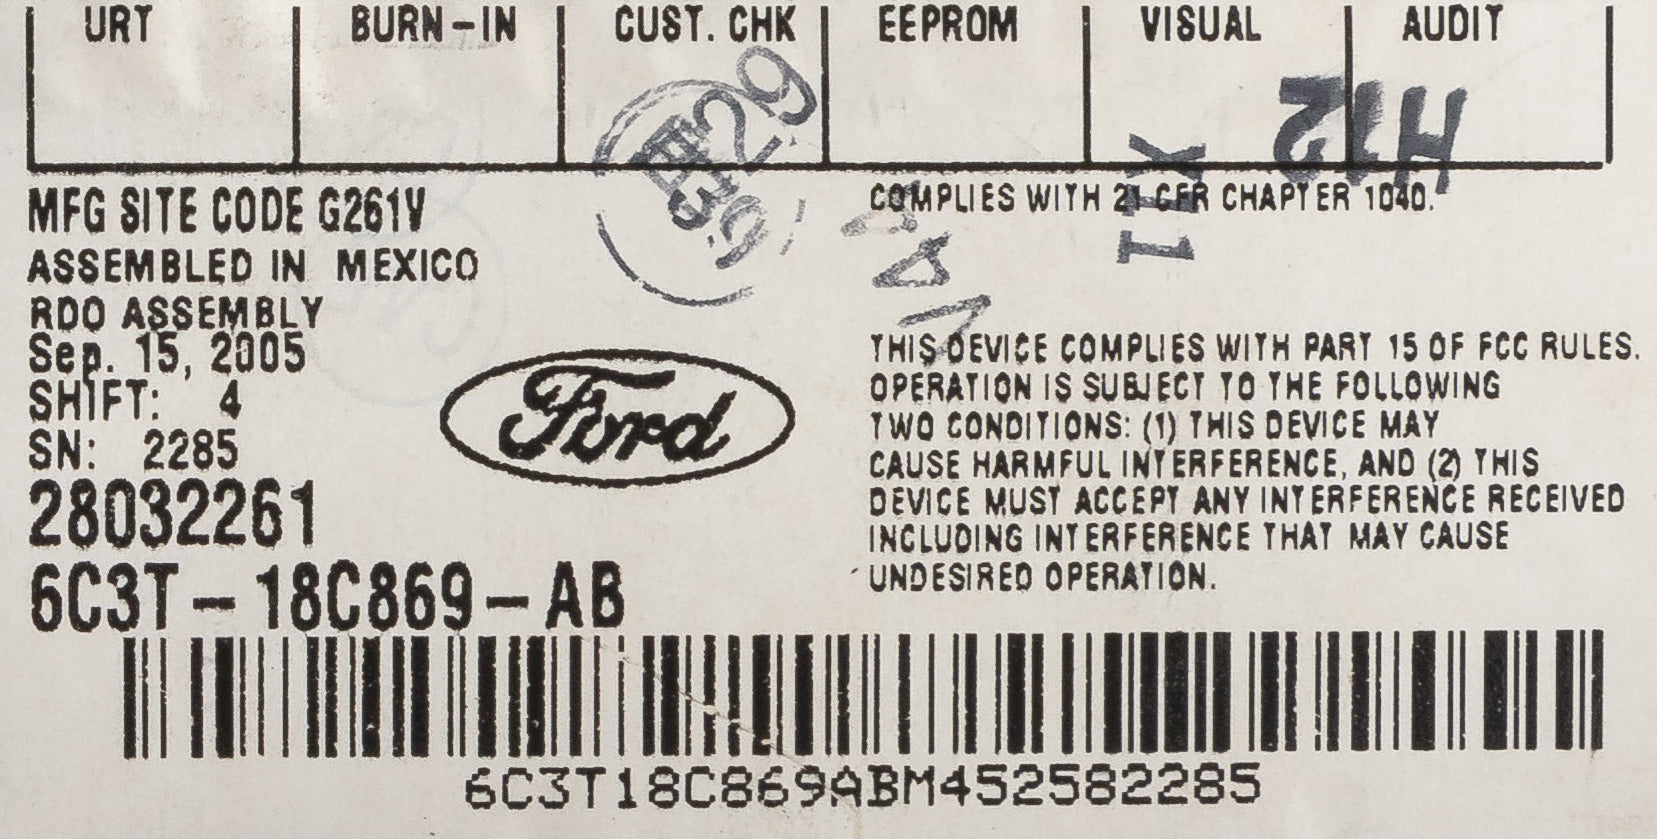 URT BURN-IN CUST. CHK EEPROM VISUAL AUDIT
H12
MFG SITE CODE G261V
COMPLIES WITH 21 CFR CHAPTER 1040.
ASSEMBLED IN MEXICO
RDO ASSEMBLY
Sep. 15, 2005
SHIFT: 4
SN: 2285
28032261
6C3T-18C869-AB
Ford
THIS DEVICE COMPLIES WITH PART 15 OF FCC RULES.
OPERATION IS SUBJECT TO THE FOLLOWING
TWO CONDITIONS: (1) THIS DEVICE MAY
CAUSE HARMFUL INTERFERENCE, AND (2) THIS
DEVICE MUST ACCEPT ANY INTERFERENCE RECEIVED
INCLUDING INTERFERENCE THAT MAY CAUSE
UNDESIRED OPERATION.
6C3T18C869ABM452582285